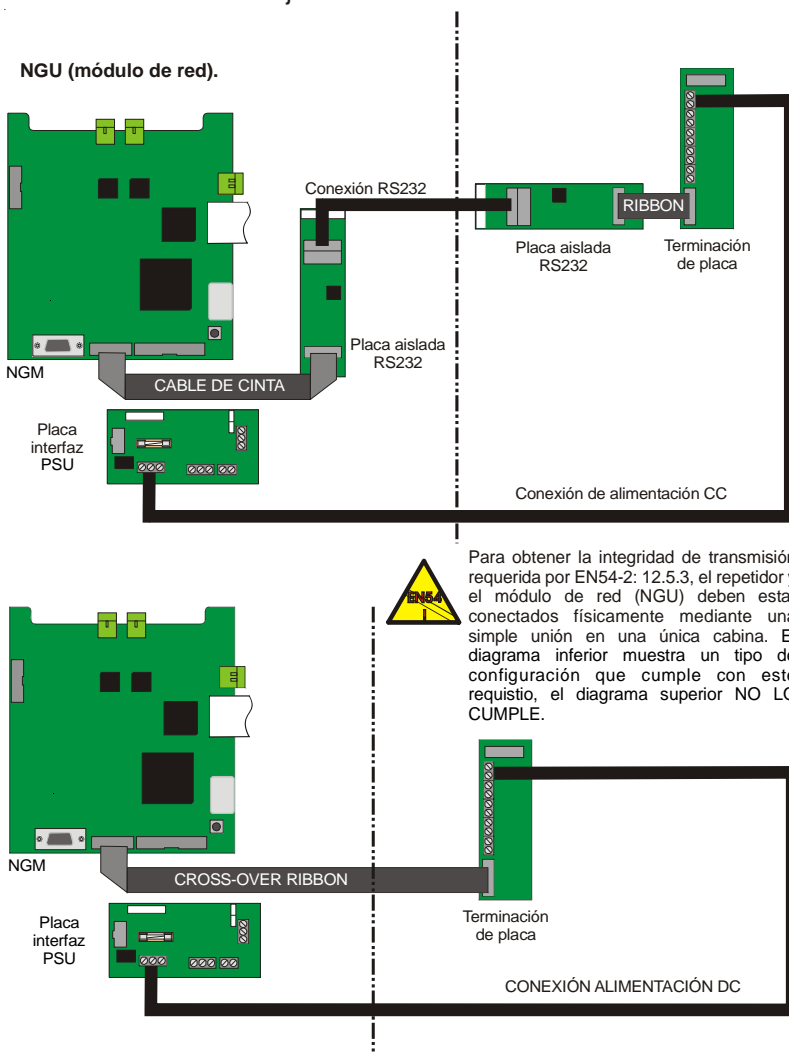 NGU (módulo de red).
Conexión RS232
RIBBON
Placa aislada
RS232
Terminación
de placa
Placa aislada
RS232
NGM
CABLE DE CINTA
Placa
interfaz
PSU
Conexión de alimentación CC
EN54
Para obtener la integridad de transmisión
requerida por EN54-2: 12.5.3, el repetidor y
el módulo de red (NGU) deben esta
conectados físicamente mediante una
simple unión en una única cabina. E
diagrama inferior muestra un tipo de
configuración que cumple con este
requistio, el diagrama superior NO LO
CUMPLE.
NGM
CROSS-OVER RIBBON
Placa
interfaz
PSU
Terminación
de placa
CONEXIÓN ALIMENTACIÓN DC